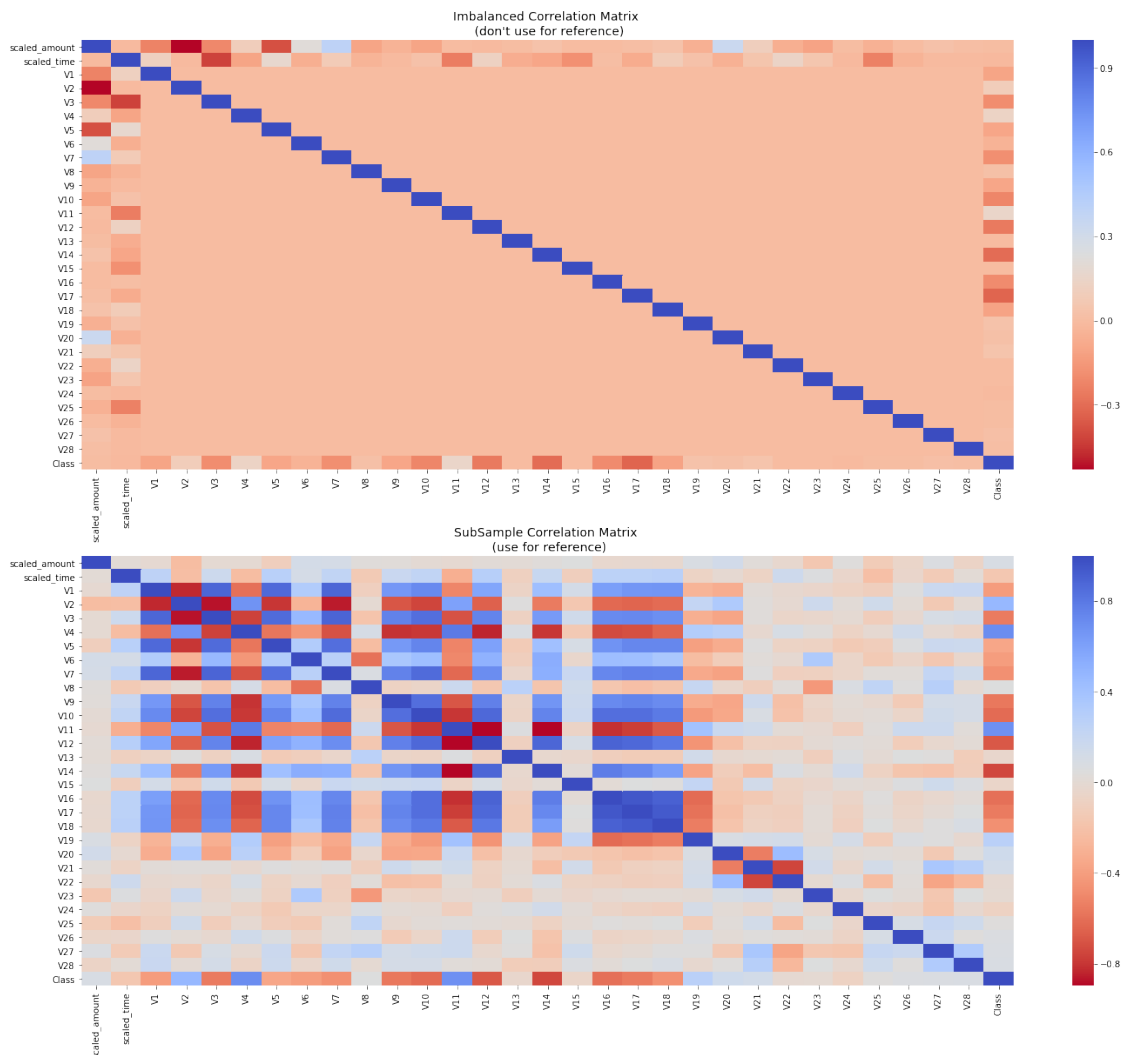 Imbalanced Correlation Matrix
(don't use for reference)
scaled_amount
scaled_time
V1
V2
V3
V4
V5
V6
V7
V8
V9
V10
V11
V12
V13
V14
V15
V16
V17
V18
V19
V20
V21
V22
V23
V24
V25
V26
V27
V28
Class
scaled_amount
scaled_time
V1
V2
V3
V4
V5
V6
V7
V8
V9
V10
V11
V12
V13
V14
V15
V16
V17
V18
V19
V20
V21
V22
V23
V24
V25
V26
V27
V28
Class
0.9
0.6
0.3
0.0
−0.3
SubSample Correlation Matrix
(use for reference)
scaled_amount
scaled_time
V1
V2
V3
V4
V5
V6
V7
V8
V9
V10
V11
V12
V13
V14
V15
V16
V17
V18
V19
V20
V21
V22
V23
V24
V25
V26
V27
V28
Class
caled_amount
scaled_time
V1
V2
V3
V4
V5
V6
V7
V8
V9
V10
V11
V12
V13
V14
V15
V16
V17
V18
V19
V20
V21
V22
V23
V24
V25
V26
V27
V28
Class
0.8
0.4
0.0
−0.4
−0.8